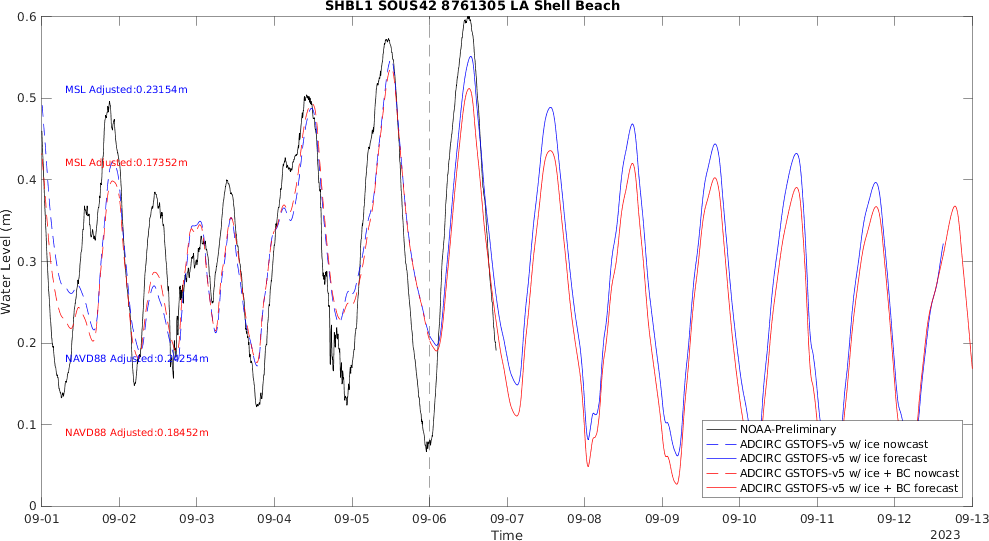 SHBL1 SOUS42 8761305 LA Shell Beach
Water Level (m)
0.6
0.5
0.4
0.3
0.2
0.1
0
MSL Adjusted:0.23154m
MSL Adjusted:0.17352m
NAVD88 Adjusted:0.24254m
NAVD88 Adjusted:0.18452m
NOAA-Preliminary
ADCIRC GSTOFS-v5 w/ ice nowcast
ADCIRC GSTOFS-v5 w/ ice forecast
ADCIRC GSTOFS-v5 w/ ice + BC nowcast
ADCIRC GSTOFS-v5 w/ ice + BC forecast
09-01 09-02 09-03 09-04 09-05 09-06 09-07 09-08 09-09 09-10 09-11 09-12 09-13
Time
2023